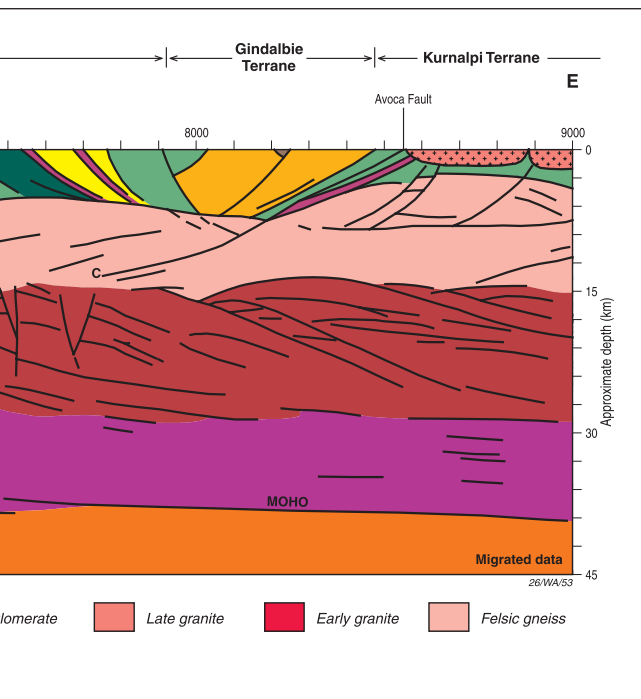 Gindalbie
Terrane
Kurnalpi Terrane
E
Avoca Fault
8000
9000
0
C
15
Approximate depth (km)
30
MOHO
Migrated data
45
26/WA/53
lomerate
Late granite
Early granite
Felsic gneiss